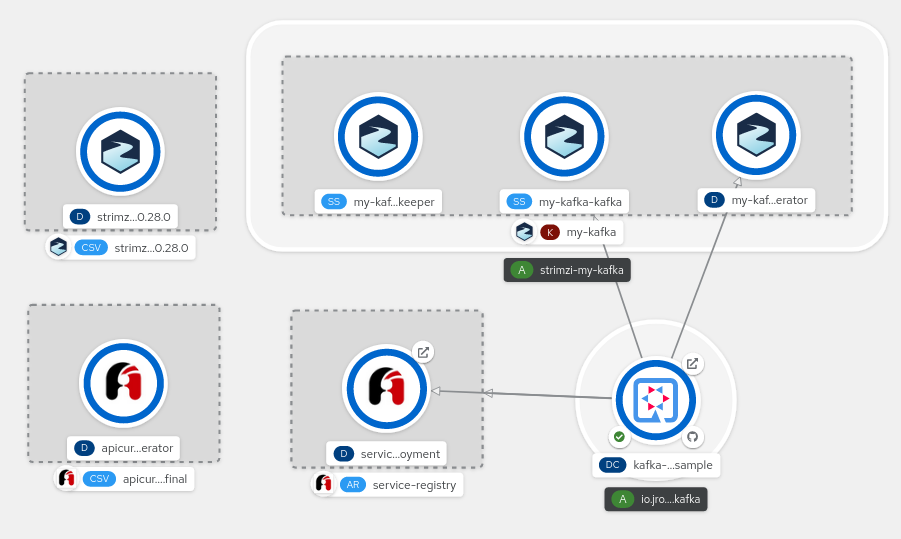 SS my-kaf...keeper
SS my-kafka-kafka
D my-kaf...erator
K my-kafka
A strimzi-my-kafka
D strimz...0.28.0
CSV strimz...0.28.0
D apicur...erator
CSV apicur....final
D servic...oyment
AR service-registry
DC kafka-...sample
A io.jro....kafka